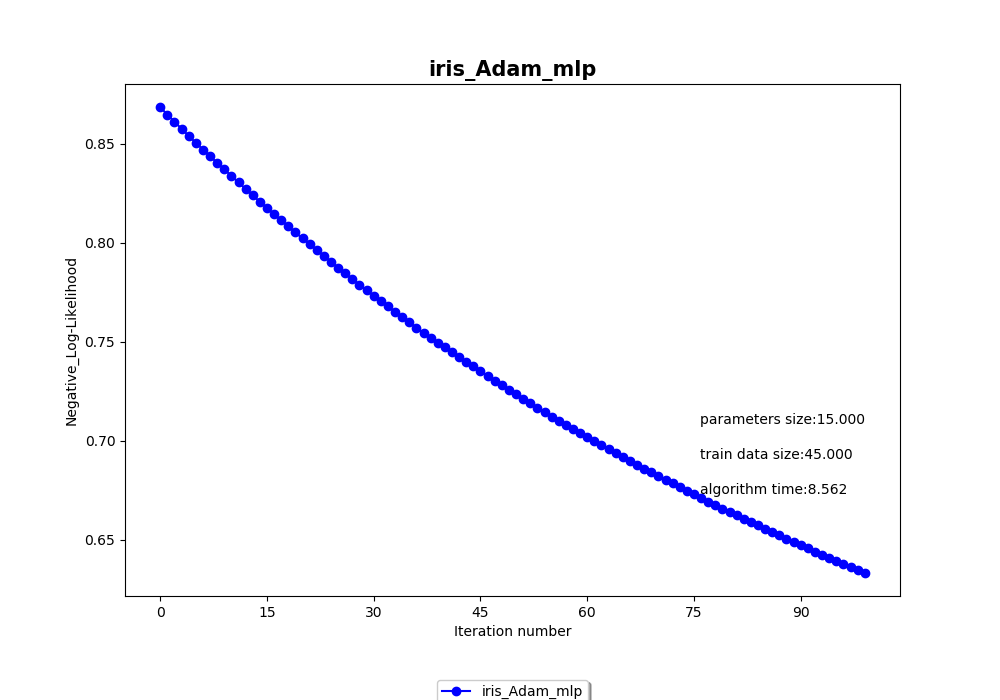 iris_Adam_mlp
0.85
0.80
0.75
0.70
0.65
Negative_Log-Likelihood
parameters size:15.000
train data size:45.000
algorithm time:8.562
0 15 30 45 60 75 90
Iteration number
iris_Adam_mlp